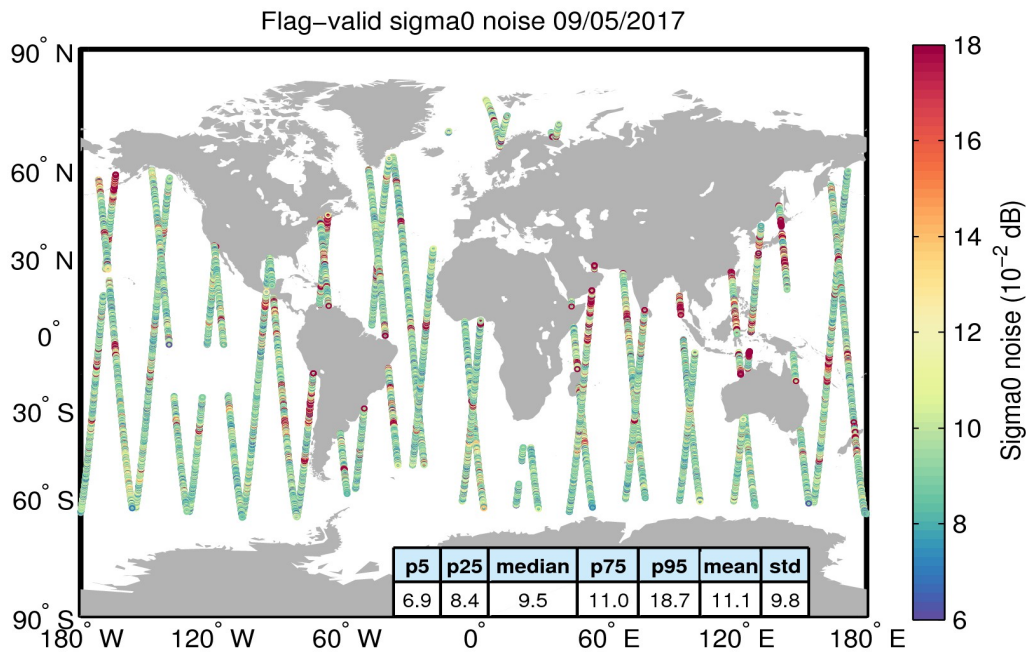 Flag−valid sigma0 noise 09/05/2017
90° N
60° N
30° N
0°
30° S
60° S
90° S
180° W 120° W 60° W 0° 60° E 120° E 180° E
p5 p25 median p75 p95 mean std
6.9 8.4 9.5 11.0 18.7 11.1 9.8
18
16
14
12
10
8
6
Sigma0 noise (10⁻² dB)